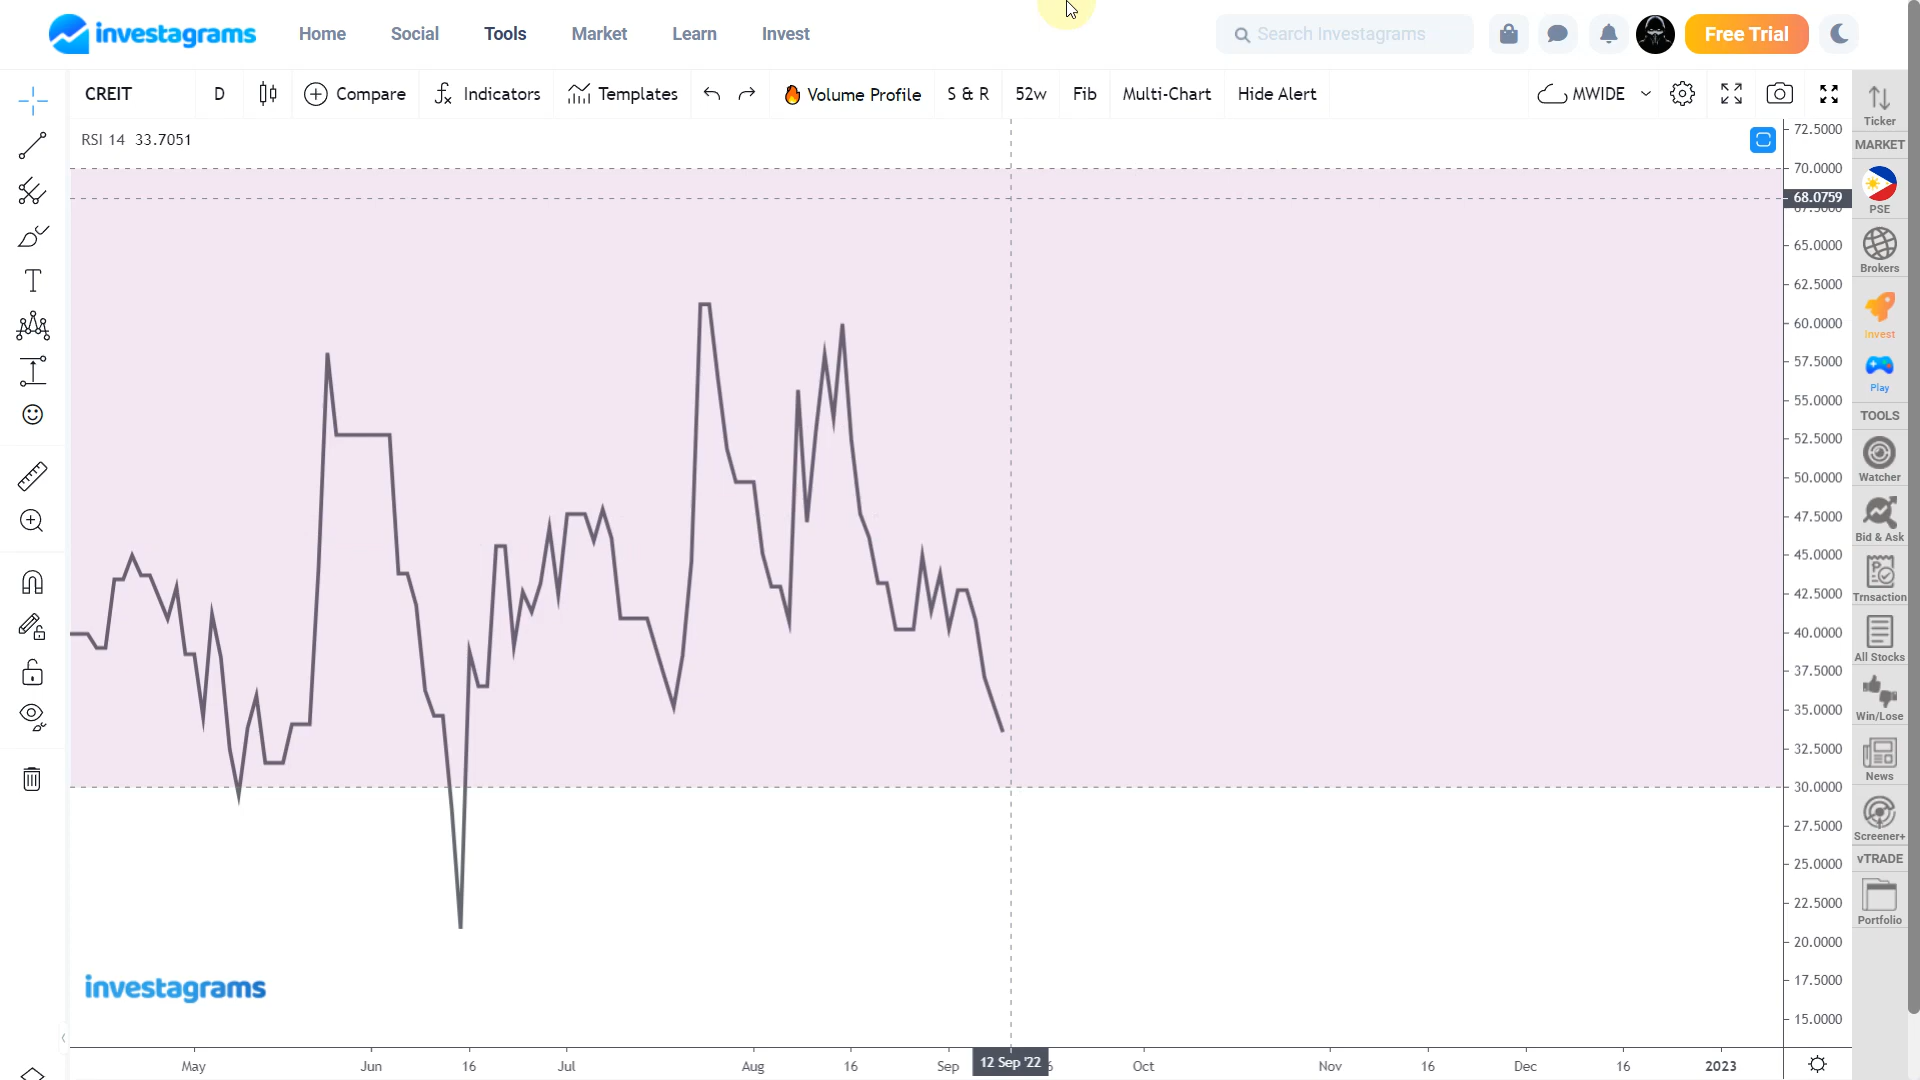 investagrams
Home Social Tools Market Learn Invest
Search Investagrams
Free Trial
CREIT D Compare Indicators Templates Volume Profile S & R 52w Fib Multi-Chart Hide Alert MWIDE
RSI 14 33.7051
72.5000
70.0000
68.0759
65.0000
62.5000
60.0000
57.5000
55.0000
52.5000
50.0000
47.5000
45.0000
42.5000
40.0000
37.5000
35.0000
32.5000
30.0000
27.5000
25.0000
22.5000
20.0000
17.5000
15.0000
Ticker
MARKET
PSE
Brokers
Invest
Play
TOOLS
Watcher
Bid & Ask
Trnsaction
All Stocks
Win/Lose
News
Screener+
vTRADE
Portfolio
investagrams
May Jun 16 Jul Aug 16 Sep 12 Sep '22 Oct Nov 16 Dec 16 2023